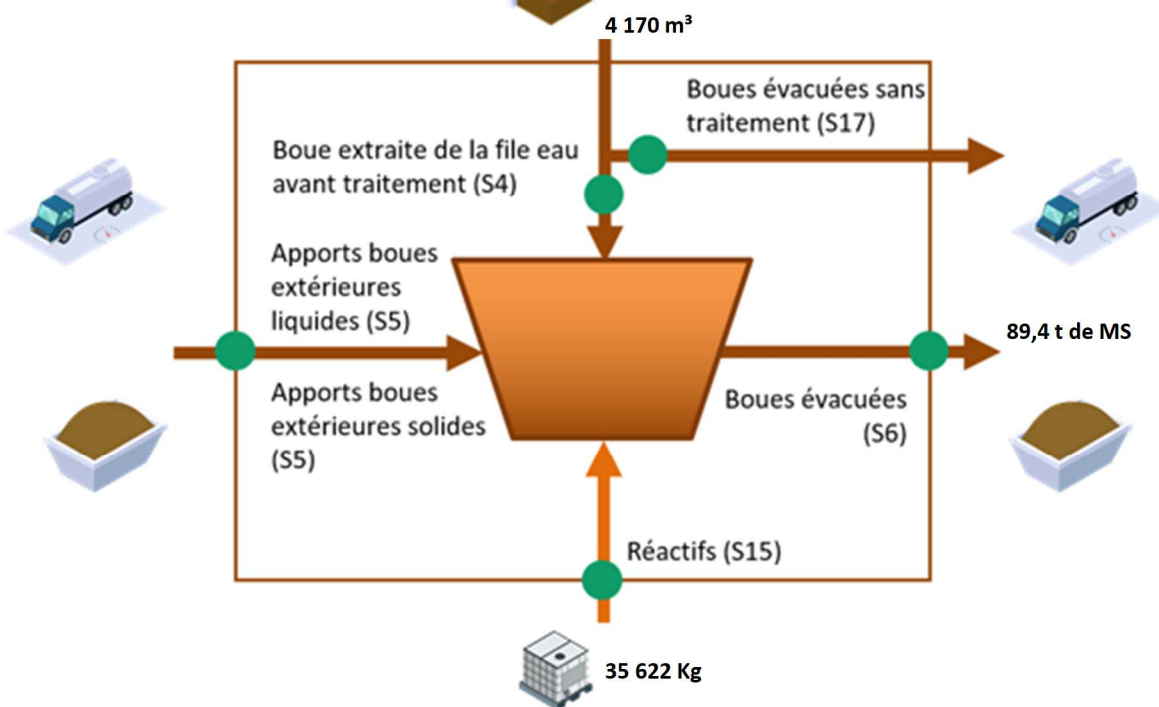 4 170 m³
Boues évacuées sans
traitement (S17)
Boue extraite de la file eau
avant traitement (S4)
Apports boues
extérieures
liquides (S5)
89,4 t de MS
Apports boues
extérieures solides
(S5)
Boues évacuées
(S6)
Réactifs (S15)
35 622 Kg